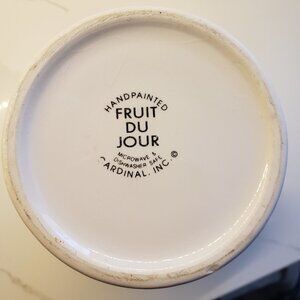 HANDPAINTED
FRUIT
DU
JOUR
MICROWAVE &
DISHWASHER SAFE
CARDINAL, INC. ©